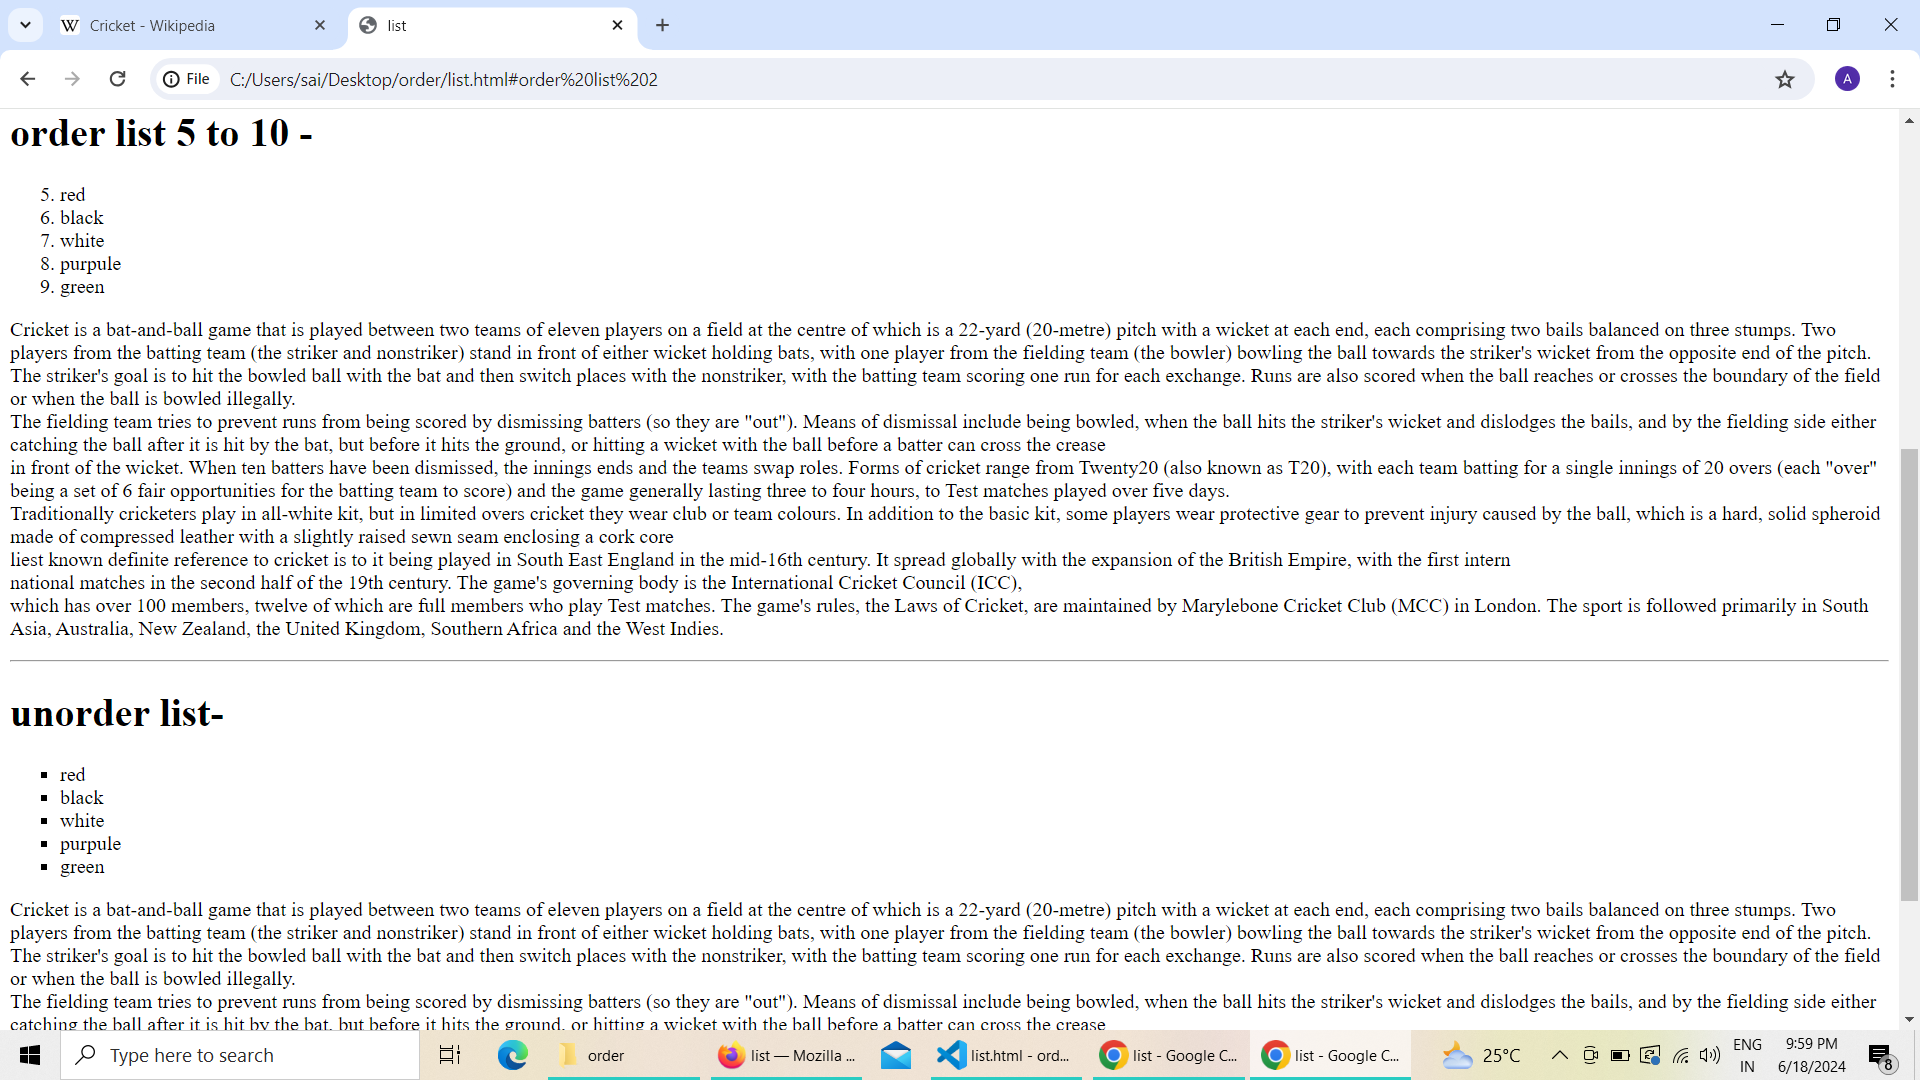 Cricket - Wikipedia
list
File
C:/Users/sai/Desktop/order/list.html#order%20list%202
A
order list 5 to 10 -
5. red
6. black
7. white
8. purpule
9. green
Cricket is a bat-and-ball game that is played between two teams of eleven players on a field at the centre of which is a 22-yard (20-metre) pitch with a wicket at each end, each comprising two bails balanced on three stumps. Two
players from the batting team (the striker and nonstriker) stand in front of either wicket holding bats, with one player from the fielding team (the bowler) bowling the ball towards the striker's wicket from the opposite end of the pitch.
The striker's goal is to hit the bowled ball with the bat and then switch places with the nonstriker, with the batting team scoring one run for each exchange. Runs are also scored when the ball reaches or crosses the boundary of the field
or when the ball is bowled illegally.
The fielding team tries to prevent runs from being scored by dismissing batters (so they are "out"). Means of dismissal include being bowled, when the ball hits the striker's wicket and dislodges the bails, and by the fielding side either
catching the ball after it is hit by the bat, but before it hits the ground, or hitting a wicket with the ball before a batter can cross the crease
in front of the wicket. When ten batters have been dismissed, the innings ends and the teams swap roles. Forms of cricket range from Twenty20 (also known as T20), with each team batting for a single innings of 20 overs (each "over"
being a set of 6 fair opportunities for the batting team to score) and the game generally lasting three to four hours, to Test matches played over five days.
Traditionally cricketers play in all-white kit, but in limited overs cricket they wear club or team colours. In addition to the basic kit, some players wear protective gear to prevent injury caused by the ball, which is a hard, solid spheroid
made of compressed leather with a slightly raised sewn seam enclosing a cork core
liest known definite reference to cricket is to it being played in South East England in the mid-16th century. It spread globally with the expansion of the British Empire, with the first intern
national matches in the second half of the 19th century. The game's governing body is the International Cricket Council (ICC),
which has over 100 members, twelve of which are full members who play Test matches. The game's rules, the Laws of Cricket, are maintained by Marylebone Cricket Club (MCC) in London. The sport is followed primarily in South
Asia, Australia, New Zealand, the United Kingdom, Southern Africa and the West Indies.
unorder list-
red
black
white
purpule
green
Cricket is a bat-and-ball game that is played between two teams of eleven players on a field at the centre of which is a 22-yard (20-metre) pitch with a wicket at each end, each comprising two bails balanced on three stumps. Two
players from the batting team (the striker and nonstriker) stand in front of either wicket holding bats, with one player from the fielding team (the bowler) bowling the ball towards the striker's wicket from the opposite end of the pitch.
The striker's goal is to hit the bowled ball with the bat and then switch places with the nonstriker, with the batting team scoring one run for each exchange. Runs are also scored when the ball reaches or crosses the boundary of the field
or when the ball is bowled illegally.
The fielding team tries to prevent runs from being scored by dismissing batters (so they are "out"). Means of dismissal include being bowled, when the ball hits the striker's wicket and dislodges the bails, and by the fielding side either
catching the ball after it is hit by the bat, but before it hits the ground, or hitting a wicket with the ball before a batter can cross the crease
Type here to search
order
list — Mozilla ...
list.html - ord...
list - Google C...
list - Google C...
25°C
ENG
IN
9:59 PM
6/18/2024
8